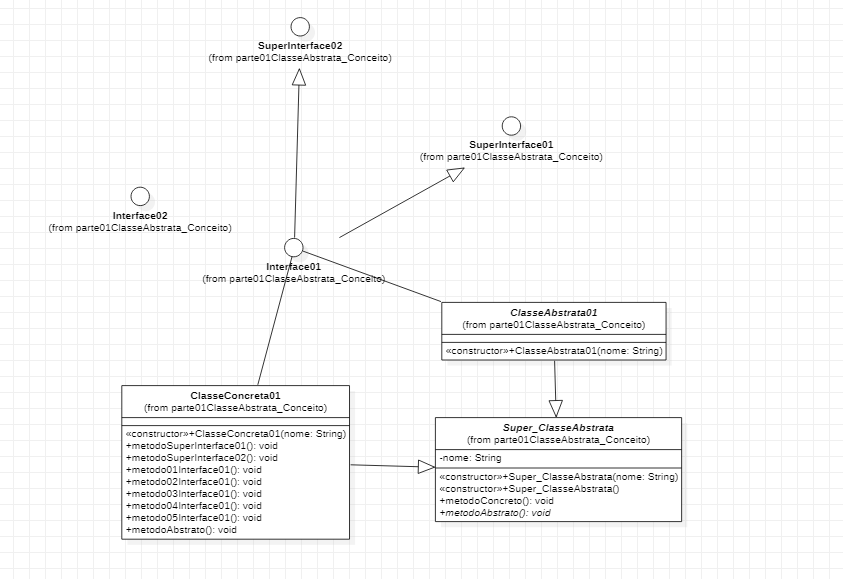 SuperInterface02
(from parte01ClasseAbstrata_Conceito)
SuperInterface01
(from parte01ClasseAbstrata_Conceito)
Interface02
(from parte01ClasseAbstrata_Conceito)
Interface01
(from parte01ClasseAbstrata_Conceito)
ClasseAbstrata01
(from parte01ClasseAbstrata_Conceito)
«constructor»+ClasseAbstrata01(nome: String)
ClasseConcreta01
(from parte01ClasseAbstrata_Conceito)
«constructor»+ClasseConcreta01(nome: String)
+metodoSuperInterface01(): void
+metodoSuperInterface02(): void
+metodo01Interface01(): void
+metodo02Interface01(): void
+metodo03Interface01(): void
+metodo04Interface01(): void
+metodo05Interface01(): void
+metodoAbstrato(): void
Super_ClasseAbstrata
(from parte01ClasseAbstrata_Conceito)
-nome: String
«constructor»+Super_ClasseAbstrata(nome: String)
«constructor»+Super_ClasseAbstrata()
+metodoConcreto(): void
+metodoAbstrato(): void